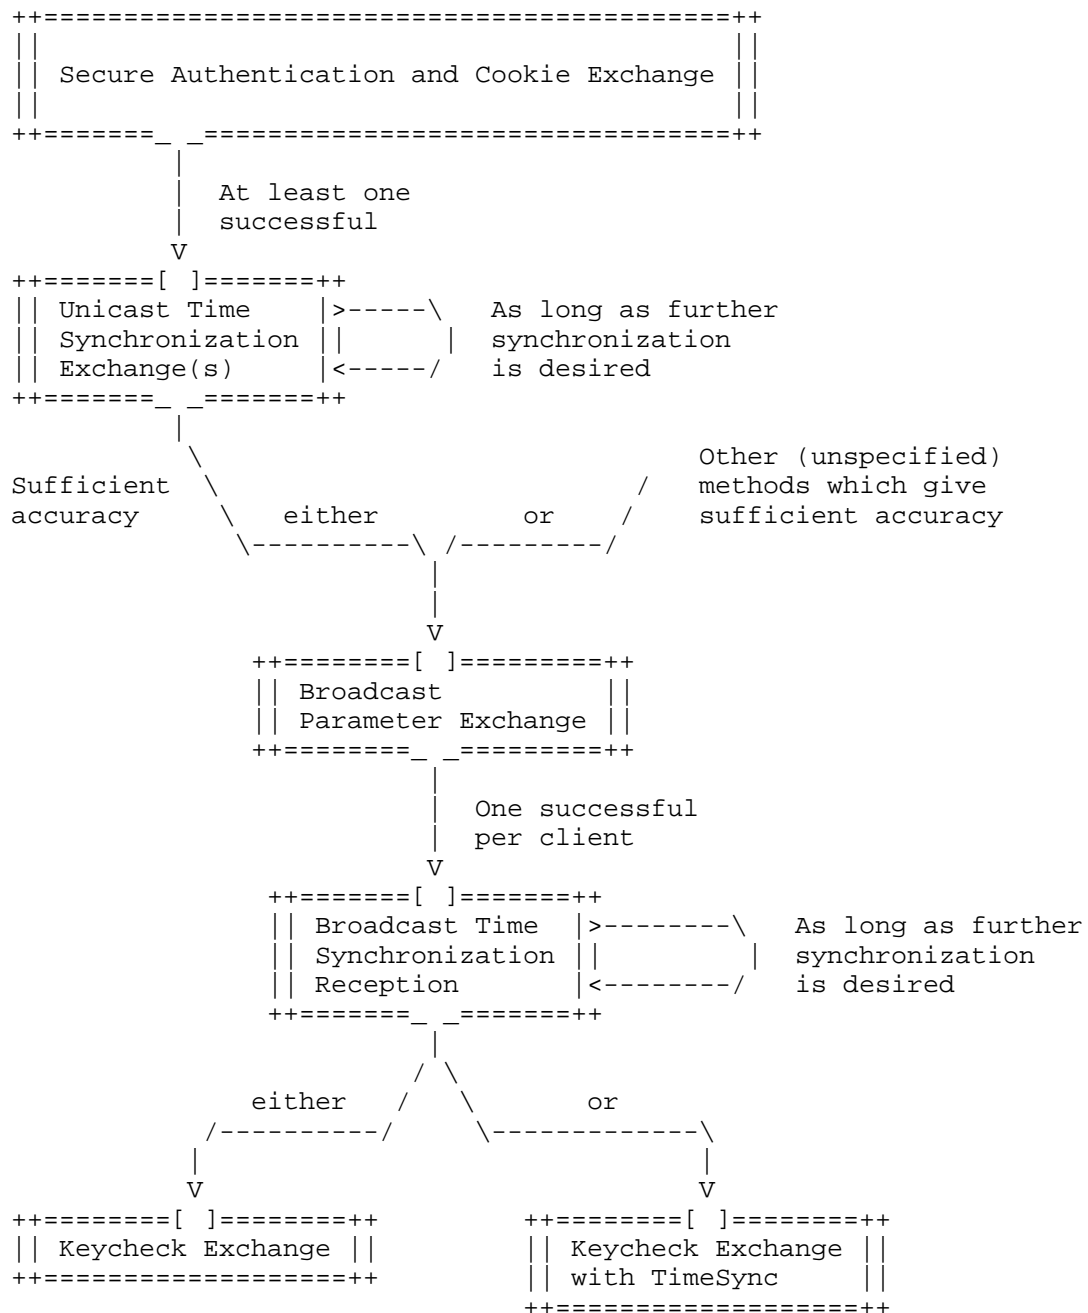 Secure Authentication and Cookie Exchange
At least one
successful
V
Unicast Time
Synchronization
Exchange(s)
As long as further
synchronization
is desired
Sufficient
accuracy
either
or
Other (unspecified)
methods which give
sufficient accuracy
V
Broadcast
Parameter Exchange
One successful
per client
V
Broadcast Time
Synchronization
Reception
As long as further
synchronization
is desired
either
or
V
V
Keycheck Exchange
Keycheck Exchange
with TimeSync